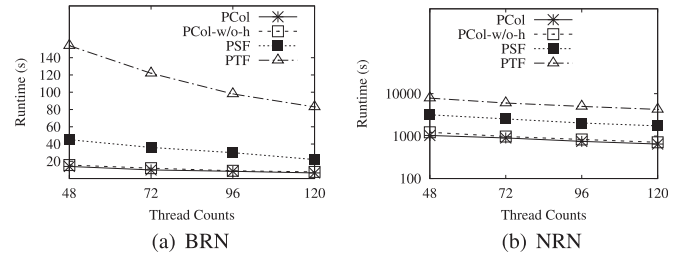 PCol
PCol-w/o-h
PSF
PTF
Runtime (s)
140
120
100
80
60
40
20
48 72 96 120
Thread Counts
(a) BRN
PCol
PCol-w/o-h
PSF
PTF
Runtime (s)
10000
1000
100
48 72 96 120
Thread Counts
(b) NRN